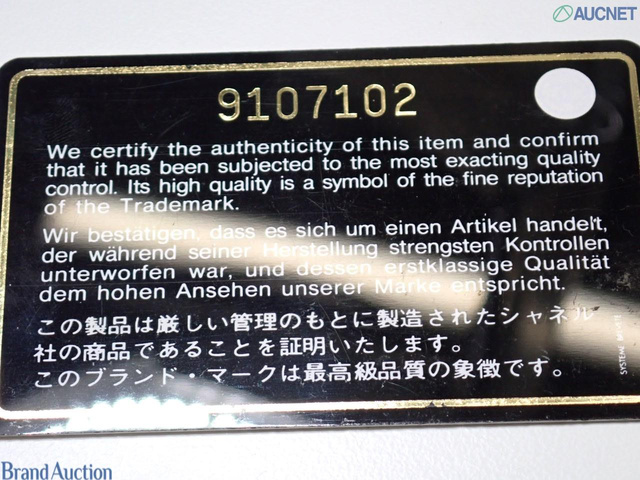 AUCNET
9107102
We certify the authenticity of this item and confirm
that it has been subjected to the most exacting quality
control. Its high quality is a symbol of the fine reputation
of the Trademark.
Wir bestätigen, dass es sich um einen Artikel handelt,
der während seiner Herstellung strengsten Kontrollen
unterworfen war, und dessen erstklassige Qualität
dem hohen Ansehen unserer Marke entspricht.
この製品は厳しい管理のもとに製造されたシャネル
社の商品であることを証明いたします。
このブランド・マークは最高級品質の象徴です。
SYSTEM
Brand Auction